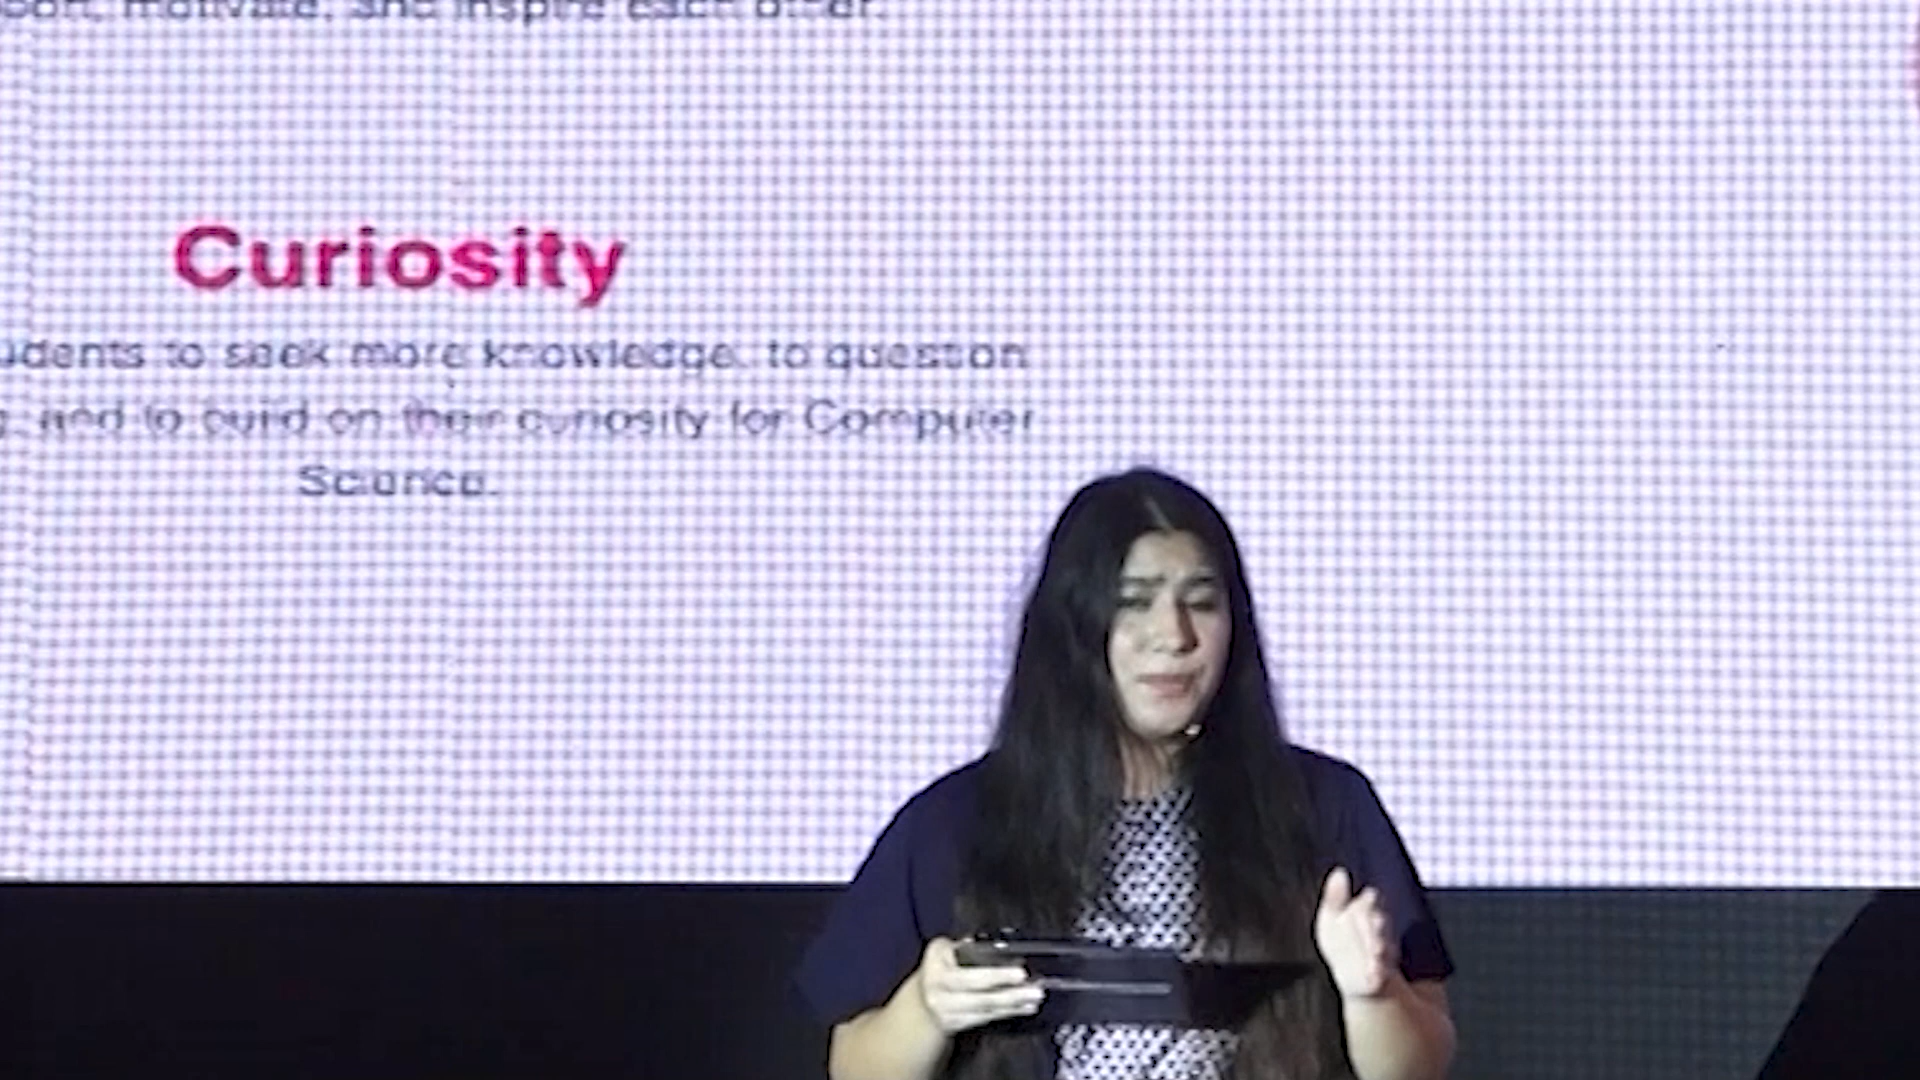 motivate, and inspire each other.
Curiosity
to seek more knowledge, to question
and to build on their curiosity for Computer
Science.